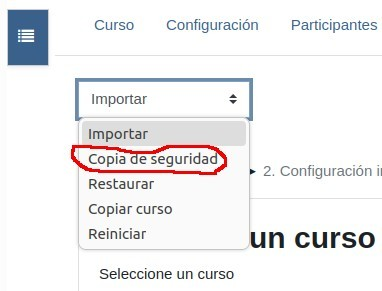 Curso Configuración Participantes
Importar
Importar
Copia de seguridad
Restaurar
Copiar curso
Reiniciar
2. Configuración in
un curso
Seleccione un curso